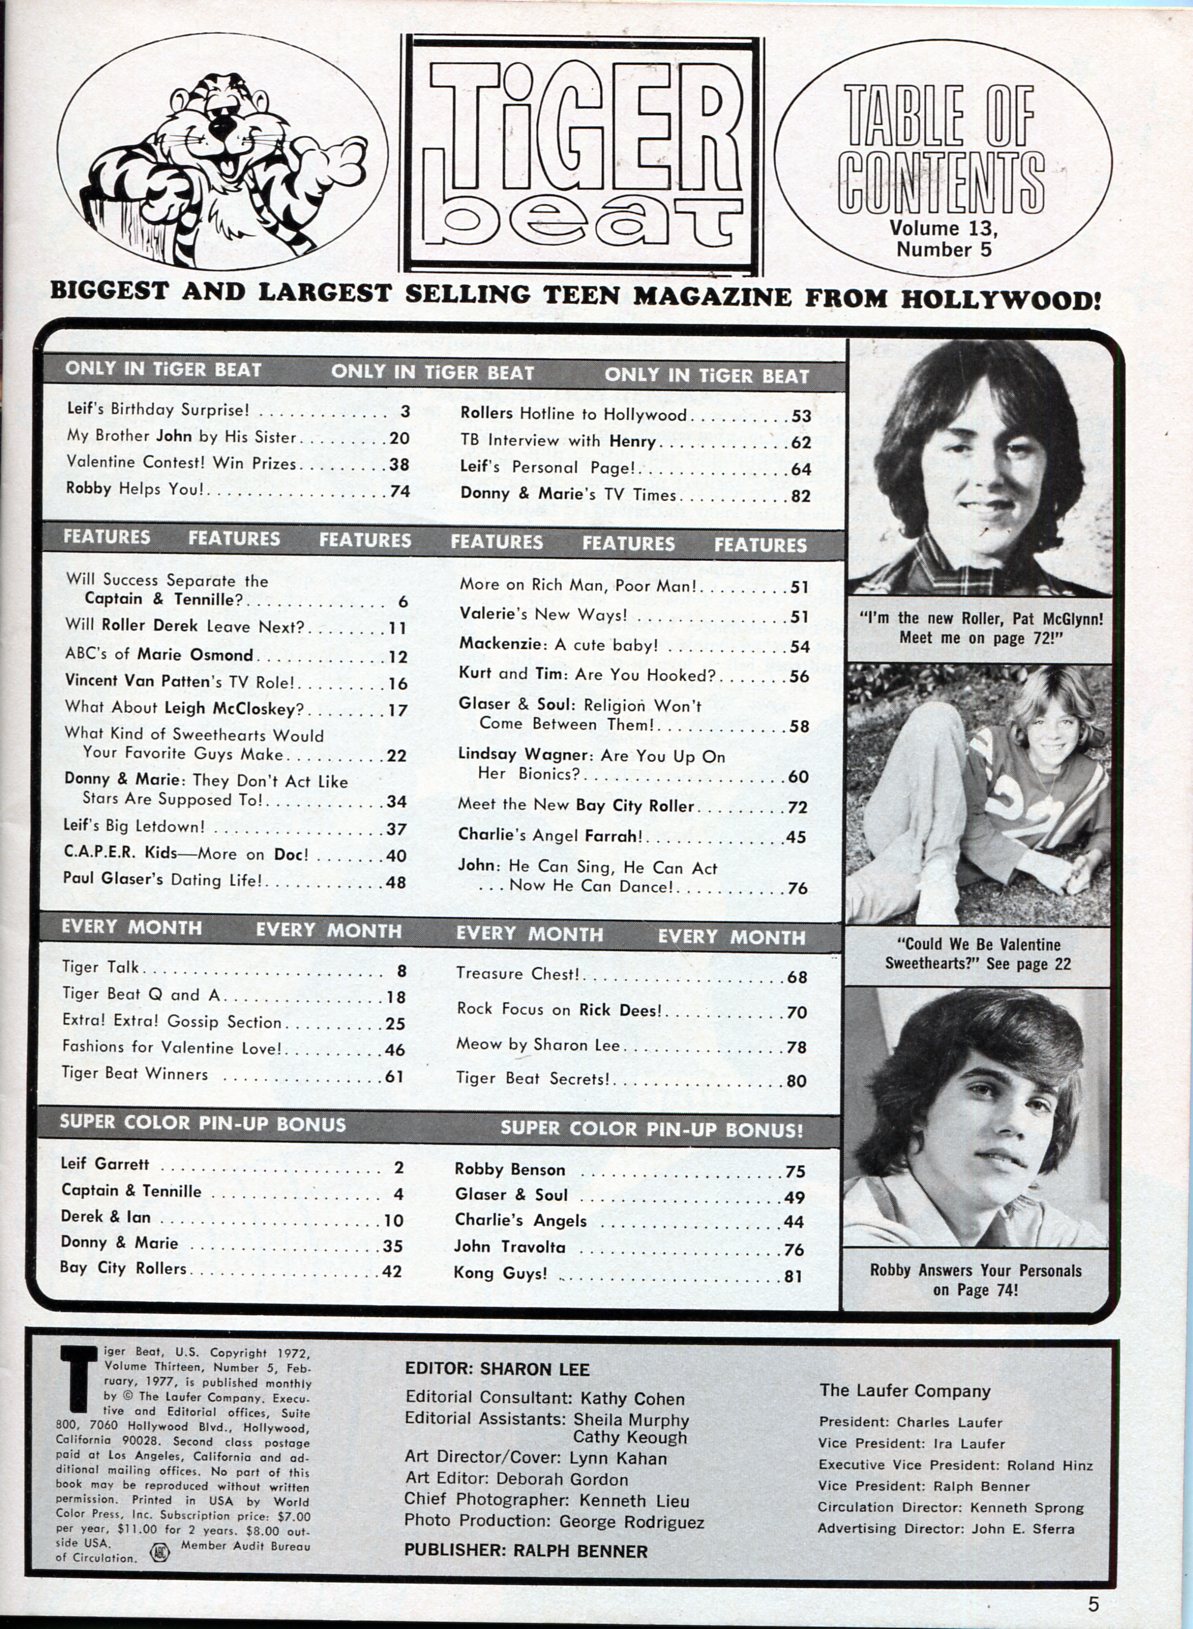 TiGER
beat
TABLE OF
CONTENTS
Volume 13,
Number 5
BIGGEST AND LARGEST SELLING TEEN MAGAZINE FROM HOLLYWOOD!
ONLY IN TiGER BEAT ONLY IN TiGER BEAT ONLY IN TiGER BEAT
Leif's Birthday Surprise! . . . . . . . . . . . . . 3
My Brother John by His Sister. . . . . . . . . 20
Valentine Contest! Win Prizes. . . . . . . . . 38
Robby Helps You!. . . . . . . . . . . . . . . . . . 74
Rollers Hotline to Hollywood. . . . . . . . . . 53
TB Interview with Henry. . . . . . . . . . . . . 62
Leif's Personal Page!. . . . . . . . . . . . . . . 64
Donny & Marie's TV Times. . . . . . . . . . . 82
FEATURES FEATURES FEATURES FEATURES FEATURES FEATURES
Will Success Separate the
Captain & Tennille?. . . . . . . . . . . . . . 6
Will Roller Derek Leave Next?. . . . . . . . 11
ABC's of Marie Osmond. . . . . . . . . . . . . 12
Vincent Van Patten's TV Role!. . . . . . . . . 16
What About Leigh McCloskey?. . . . . . . . 17
What Kind of Sweethearts Would
Your Favorite Guys Make. . . . . . . . . . 22
Donny & Marie: They Don't Act Like
Stars Are Supposed To!. . . . . . . . . . . . 34
Leif's Big Letdown! . . . . . . . . . . . . . . . . . 37
C.A.P.E.R. Kids—More on Doc! . . . . . . . 40
Paul Glaser's Dating Life!. . . . . . . . . . . . 48
More on Rich Man, Poor Man!. . . . . . . . . 51
Valerie's New Ways! . . . . . . . . . . . . . . . 51
Mackenzie: A cute baby! . . . . . . . . . . . . 54
Kurt and Tim: Are You Hooked?. . . . . . . 56
Glaser & Soul: Religion Won't
Come Between Them!. . . . . . . . . . . . . 58
Lindsay Wagner: Are You Up On
Her Bionics?. . . . . . . . . . . . . . . . . . . . 60
Meet the New Bay City Roller. . . . . . . . . 72
Charlie's Angel Farrah!. . . . . . . . . . . . . . 45
John: He Can Sing, He Can Act
. . . Now He Can Dance!. . . . . . . . . . . 76
EVERY MONTH EVERY MONTH EVERY MONTH EVERY MONTH
Tiger Talk. . . . . . . . . . . . . . . . . . . . . . . . 8
Tiger Beat Q and A. . . . . . . . . . . . . . . . 18
Extra! Extra! Gossip Section. . . . . . . . . . 25
Fashions for Valentine Love!. . . . . . . . . . 46
Tiger Beat Winners . . . . . . . . . . . . . . . . 61
Treasure Chest!. . . . . . . . . . . . . . . . . . . . 68
Rock Focus on Rick Dees!. . . . . . . . . . . . 70
Meow by Sharon Lee. . . . . . . . . . . . . . . . 78
Tiger Beat Secrets!. . . . . . . . . . . . . . . . . 80
SUPER COLOR PIN-UP BONUS SUPER COLOR PIN-UP BONUS!
Leif Garrett . . . . . . . . . . . . . . . . . . . . . . 2
Captain & Tennille . . . . . . . . . . . . . . . . . 4
Derek & Ian . . . . . . . . . . . . . . . . . . . . . . 10
Donny & Marie . . . . . . . . . . . . . . . . . . . 35
Bay City Rollers. . . . . . . . . . . . . . . . . . . 42
Robby Benson . . . . . . . . . . . . . . . . . . . . 75
Glaser & Soul . . . . . . . . . . . . . . . . . . . . 49
Charlie's Angels . . . . . . . . . . . . . . . . . . 44
John Travolta . . . . . . . . . . . . . . . . . . . . 76
Kong Guys! . . . . . . . . . . . . . . . . . . . . . . 81
"I'm the new Roller, Pat McGlynn!
Meet me on page 72!"
"Could We Be Valentine
Sweethearts?" See page 22
Robby Answers Your Personals
on Page 74!
Tiger Beat, U.S. Copyright 1972,
Volume Thirteen, Number 5, Feb-
ruary, 1977, is published monthly
by © The Laufer Company. Execu-
tive and Editorial offices, Suite
800, 7060 Hollywood Blvd., Hollywood,
California 90028. Second class postage
paid at Los Angeles, California and ad-
ditional mailing offices. No part of this
book may be reproduced without written
permission. Printed in USA by World
Color Press, Inc. Subscription price: $7.00
per year, $11.00 for 2 years. $8.00 out-
side USA. Member Audit Bureau
of Circulation. ABC
EDITOR: SHARON LEE
Editorial Consultant: Kathy Cohen
Editorial Assistants: Sheila Murphy
Cathy Keough
Art Director/Cover: Lynn Kahan
Art Editor: Deborah Gordon
Chief Photographer: Kenneth Lieu
Photo Production: George Rodriguez
PUBLISHER: RALPH BENNER
The Laufer Company
President: Charles Laufer
Vice President: Ira Laufer
Executive Vice President: Roland Hinz
Vice President: Ralph Benner
Circulation Director: Kenneth Sprong
Advertising Director: John E. Sferra
5